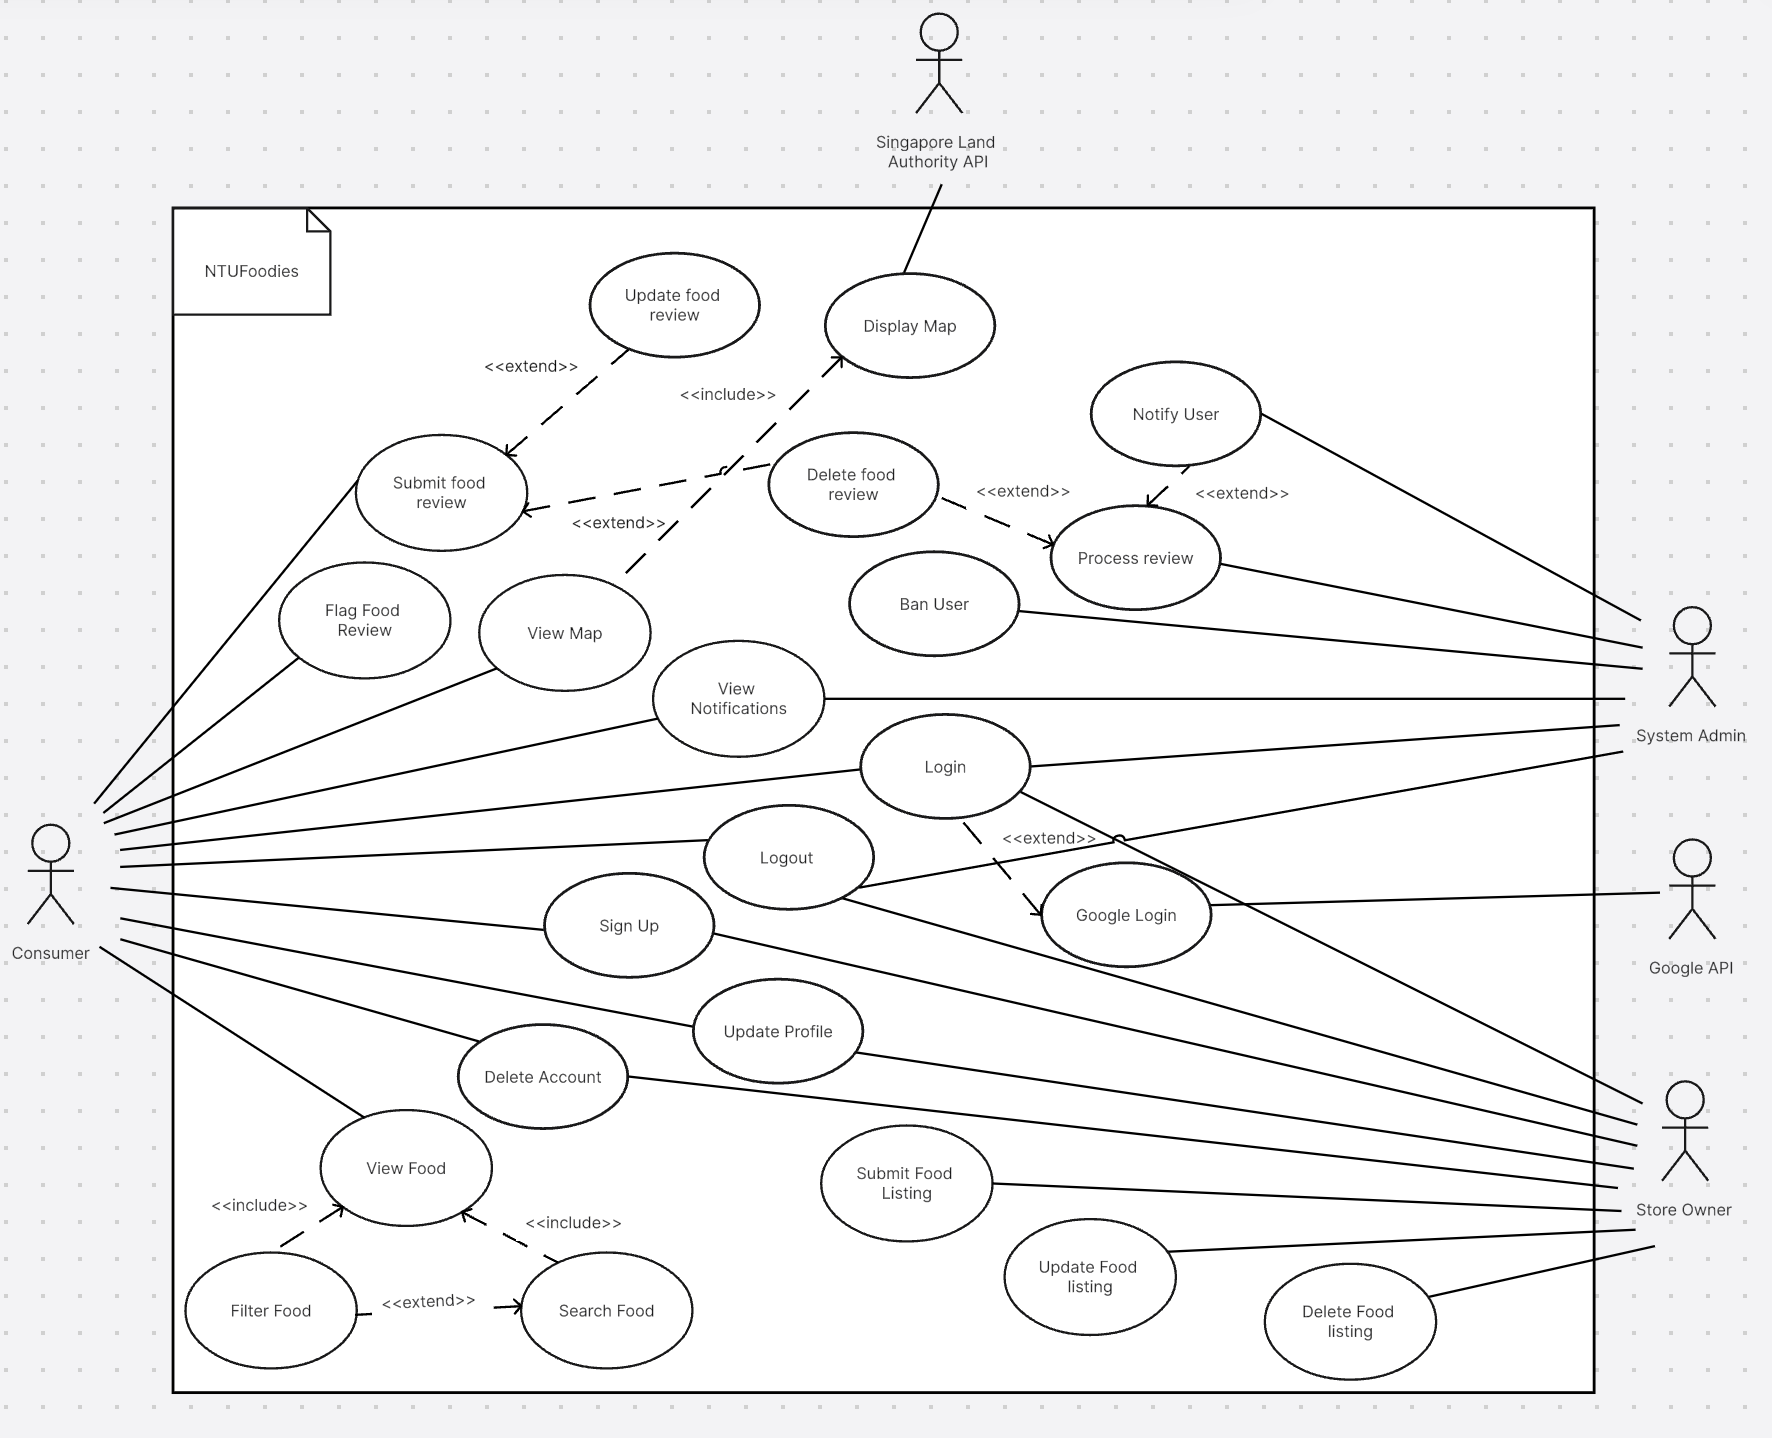 Singapore Land
Authority API
NTUFoodies
Update food
review
Display Map
<<extend>>
<<include>>
Notify User
Submit food
review
Delete food
review
<<extend>>
<<extend>>
<<extend>>
Process review
Flag Food
Review
View Map
Ban User
View
Notifications
System Admin
Login
<<extend>>
Logout
Google Login
Sign Up
Consumer
Google API
Update Profile
Delete Account
View Food
Submit Food
Listing
Store Owner
<<include>>
<<include>>
Update Food
listing
Filter Food
<<extend>>
Search Food
Delete Food
listing